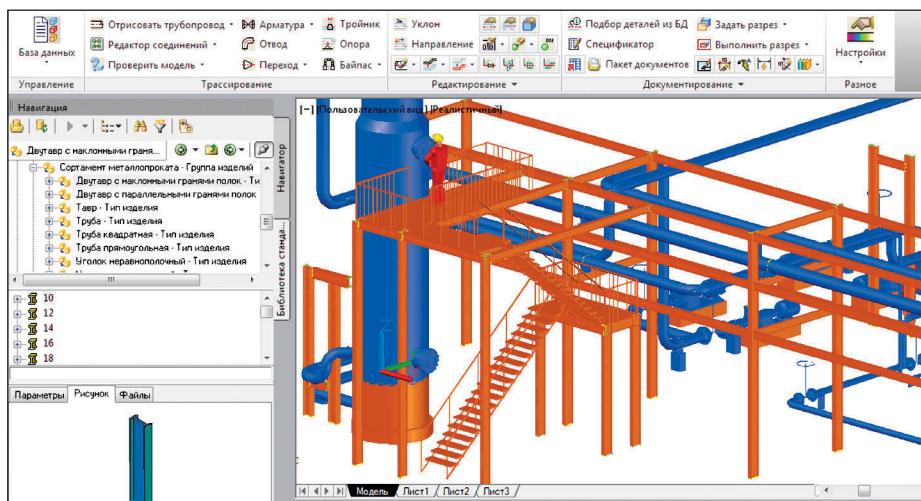 База данных
Управление
Отрисовать трубопровод
Редактор соединений
Проверить модель
Арматура
Отвод
Переход
Тройник
Опора
Байпас
Трассирование
Уклон
Направление
Редактирование
Подбор деталей из БД
Спецификатор
Пакет документов
Задать разрез
Выполнить разрез
Документирование
Настройки
Разное
Навигация
Двутавр с наклонными граня...
Сортамент металлопроката - Группа изделий
Двутавр с наклонными гранями полок - Ти
Двутавр с параллельными гранями полок
Тавр - Тип изделия
Труба - Тип изделия
Труба квадратная - Тип изделия
Труба прямоугольная - Тип изделия
Уголок неравнополочный - Тип изделия
10
12
14
16
18
Параметры
Рисунок
Файлы
Навигатор
Библиотека станда...
[−] [Пользовательский вид] [Реалистичный]
Z
Модель
Лист1
Лист2
Лист3